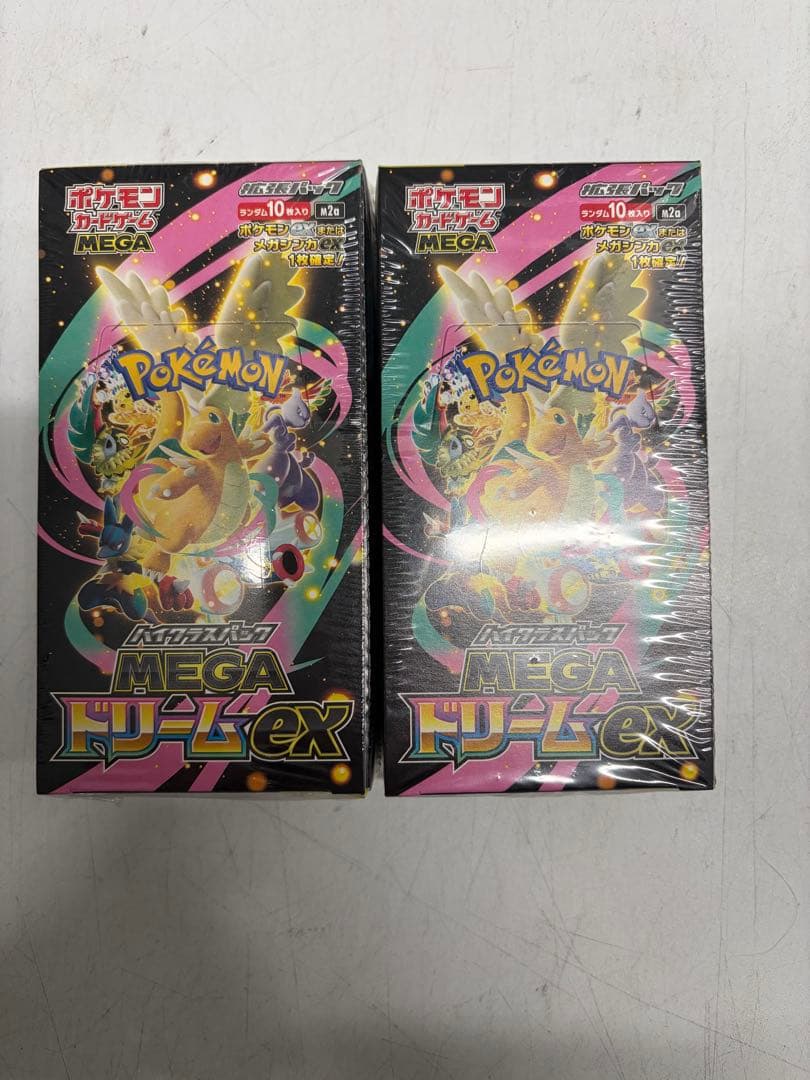 ポケモン
カードゲーム
MEGA
拡張パック
ランダム10枚入り
M2a
ポケモンexまたは
メガシンカex
1枚確定!
POKéMON
ハイクラスパック
MEGA
ドリームex
ポケモン
カードゲーム
MEGA
拡張パック
ランダム10枚入り
M2a
ポケモンexまたは
メガシンカex
1枚確定!
POKéMON
ハイクラスパック
MEGA
ドリームex